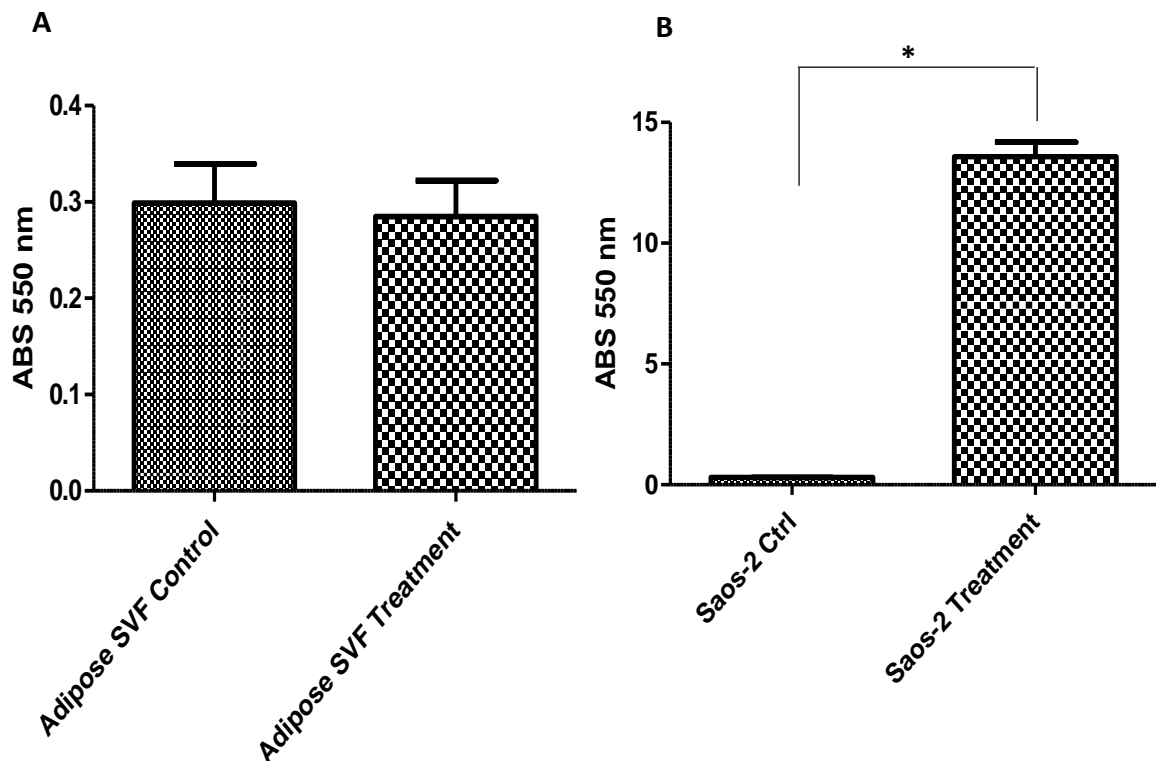 A
ABS 550 nm
0.4
0.3
0.2
0.1
0.0
Adipose SVF Control
Adipose SVF Treatment
B
*
ABS 550 nm
15
10
5
0
Saos-2 Ctrl
Saos-2 Treatment